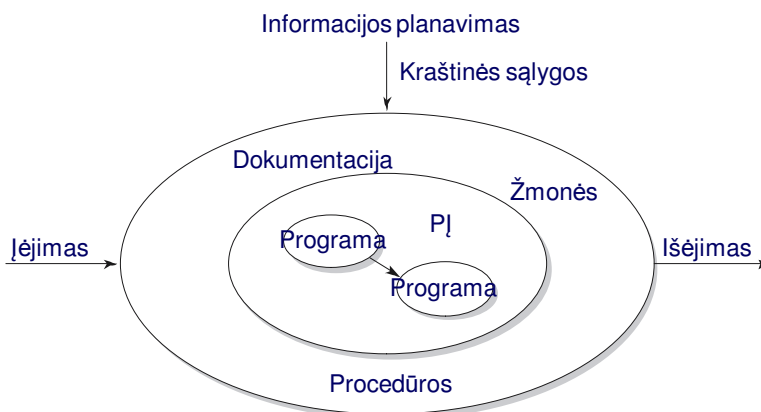 Informacijos planavimas
Kraštinės sąlygos
Dokumentacija
Žmonės
PĮ
Programa
Įėjimas
Išėjimas
Programa
Procedūros